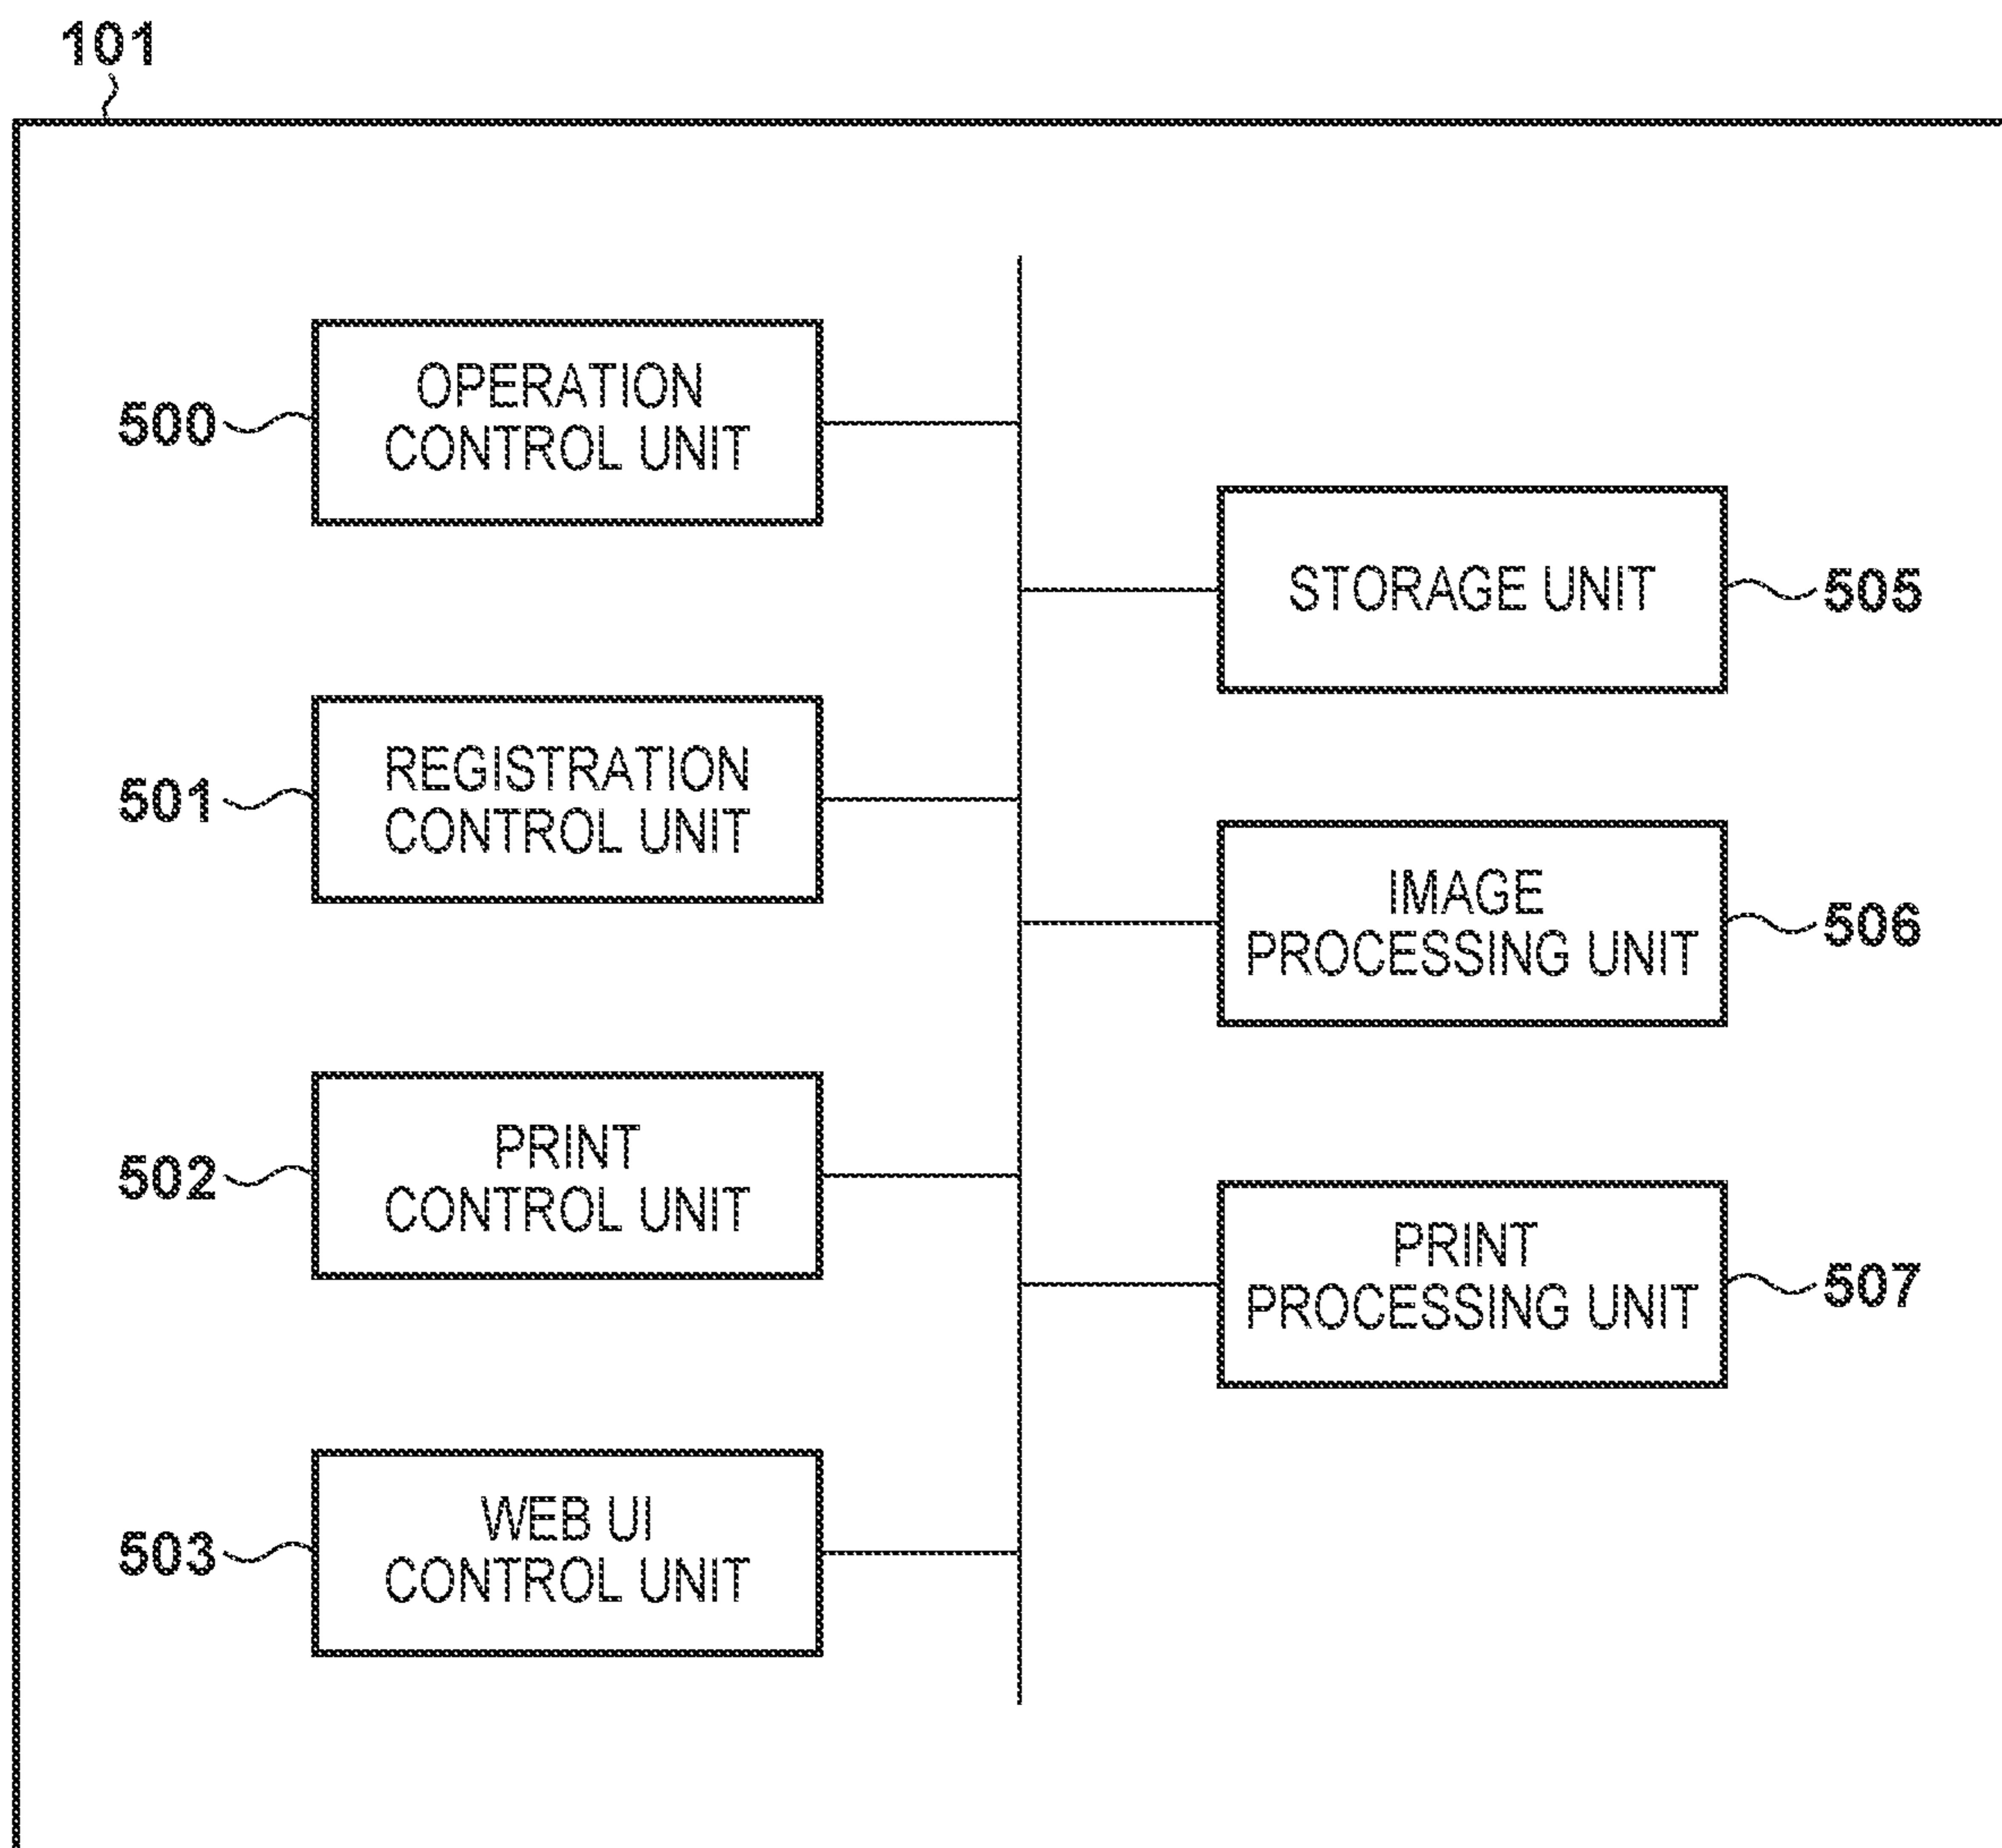 101
500
OPERATION
CONTROL UNIT
501
REGISTRATION
CONTROL UNIT
502
PRINT
CONTROL UNIT
503
WEB UI
CONTROL UNIT
STORAGE UNIT
505
IMAGE
PROCESSING UNIT
506
PRINT
PROCESSING UNIT
507